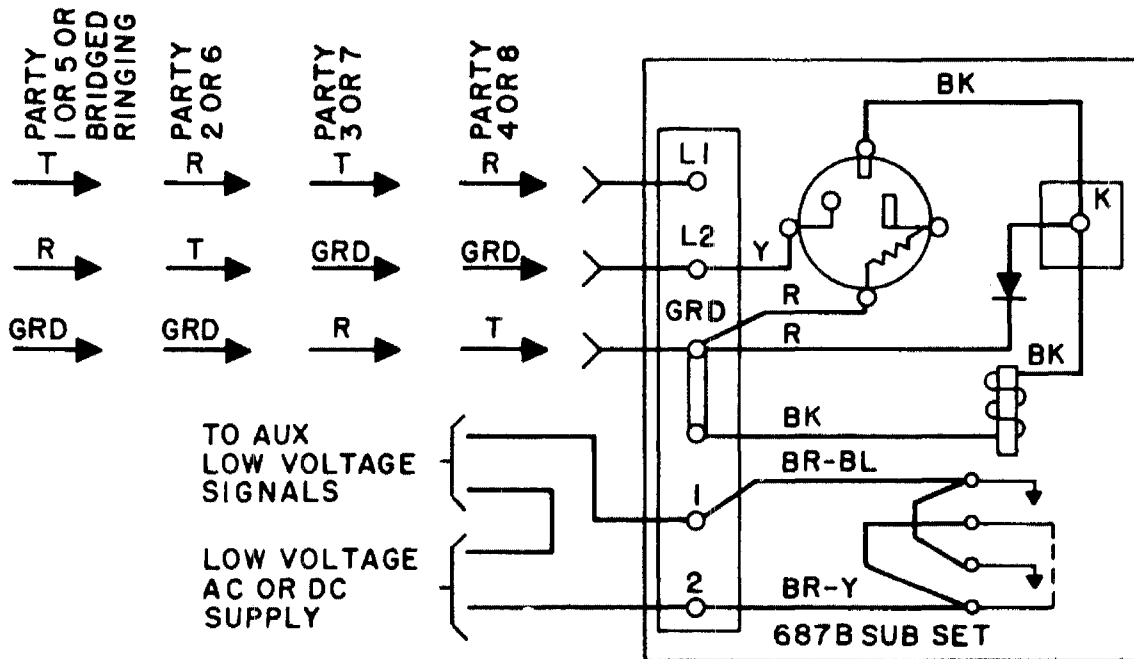 PARTY
1 OR 5 OR
BRIDGED
RINGING
PARTY
2 OR 6
PARTY
3 OR 7
PARTY
4 OR 8
T
R
T
R
R
T
GRD
GRD
GRD
GRD
R
T
L1
L2
GRD
1
2
BK
K
Y
R
R
BK
BK
BR-BL
BR-Y
TO AUX
LOW VOLTAGE
SIGNALS
LOW VOLTAGE
AC OR DC
SUPPLY
687B SUB SET